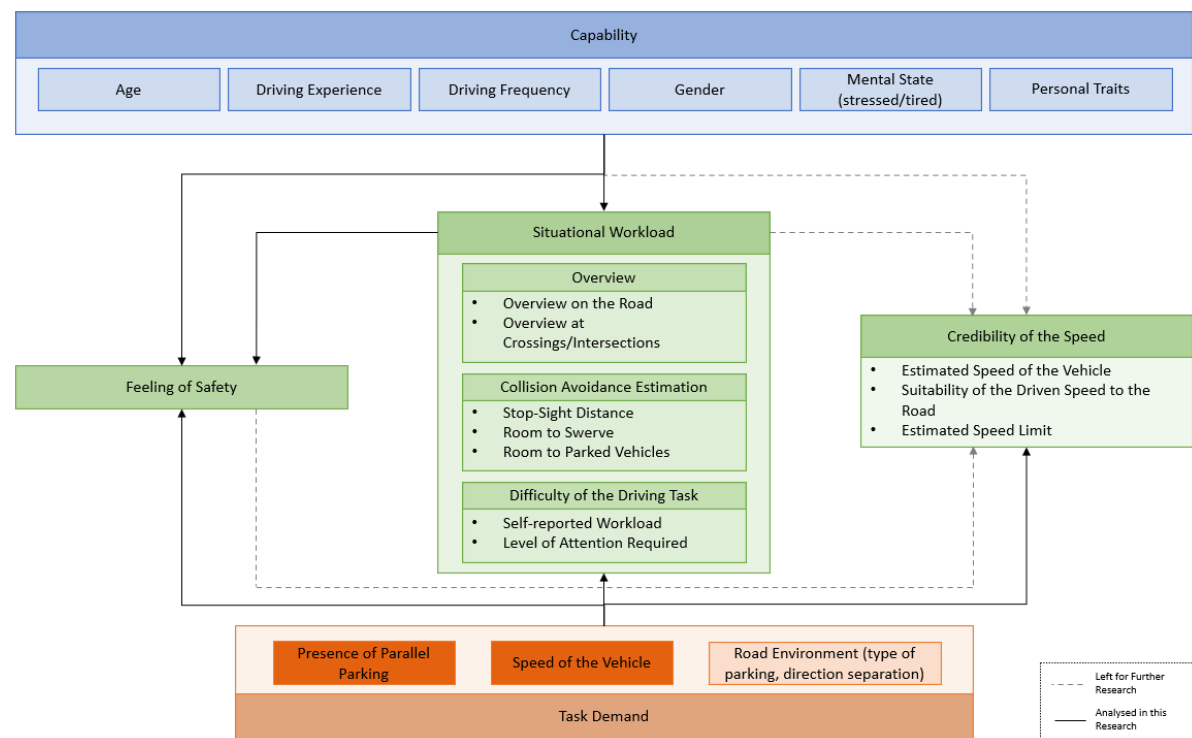 Capability
Age
Driving Experience
Driving Frequency
Gender
Mental State
(stressed/tired)
Personal Traits
Situational Workload
Overview
• Overview on the Road
• Overview at
Crossings/Intersections
Collision Avoidance Estimation
• Stop-Sight Distance
• Room to Swerve
• Room to Parked Vehicles
Difficulty of the Driving Task
• Self-reported Workload
• Level of Attention Required
Feeling of Safety
Credibility of the Speed
• Estimated Speed of the Vehicle
• Suitability of the Driven Speed to the
Road
• Estimated Speed Limit
Presence of Parallel
Parking
Speed of the Vehicle
Road Environment (type of
parking, direction separation)
Task Demand
Left for Further
Research
Analysed in this
Research